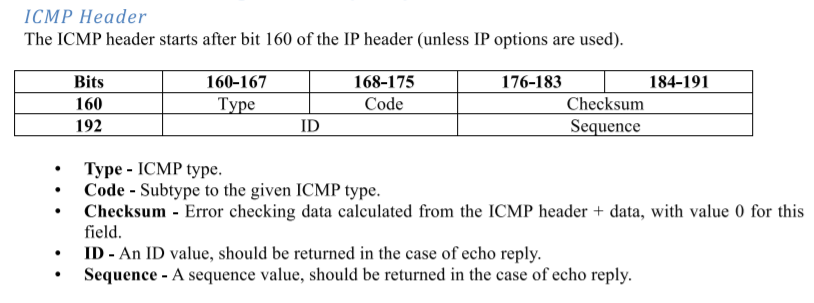 ICMP Header
The ICMP header starts after bit 160 of the IP header (unless IP options are used).
Bits 160-167 168-175 176-183 184-191
160 Type Code Checksum
192 ID Sequence
• Type - ICMP type.
• Code - Subtype to the given ICMP type.
• Checksum - Error checking data calculated from the ICMP header + data, with value 0 for this
field.
• ID - An ID value, should be returned in the case of echo reply.
• Sequence - A sequence value, should be returned in the case of echo reply.